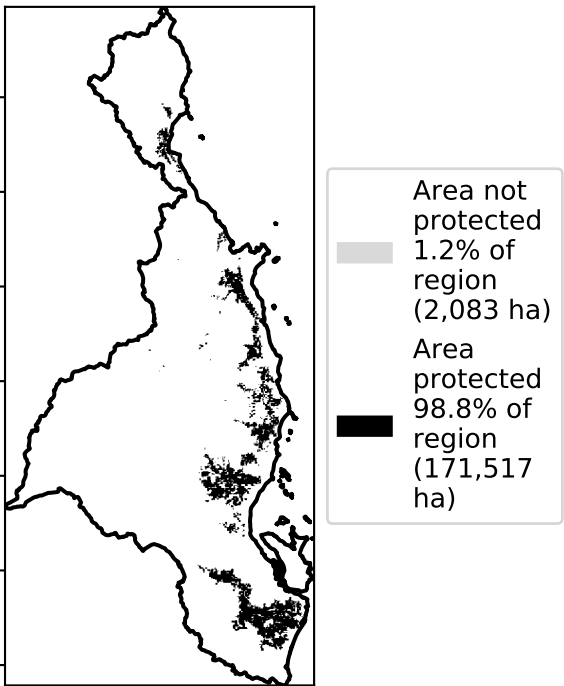 Area not
protected
1.2% of
region
(2,083 ha)
Area
protected
98.8% of
region
(171,517
ha)